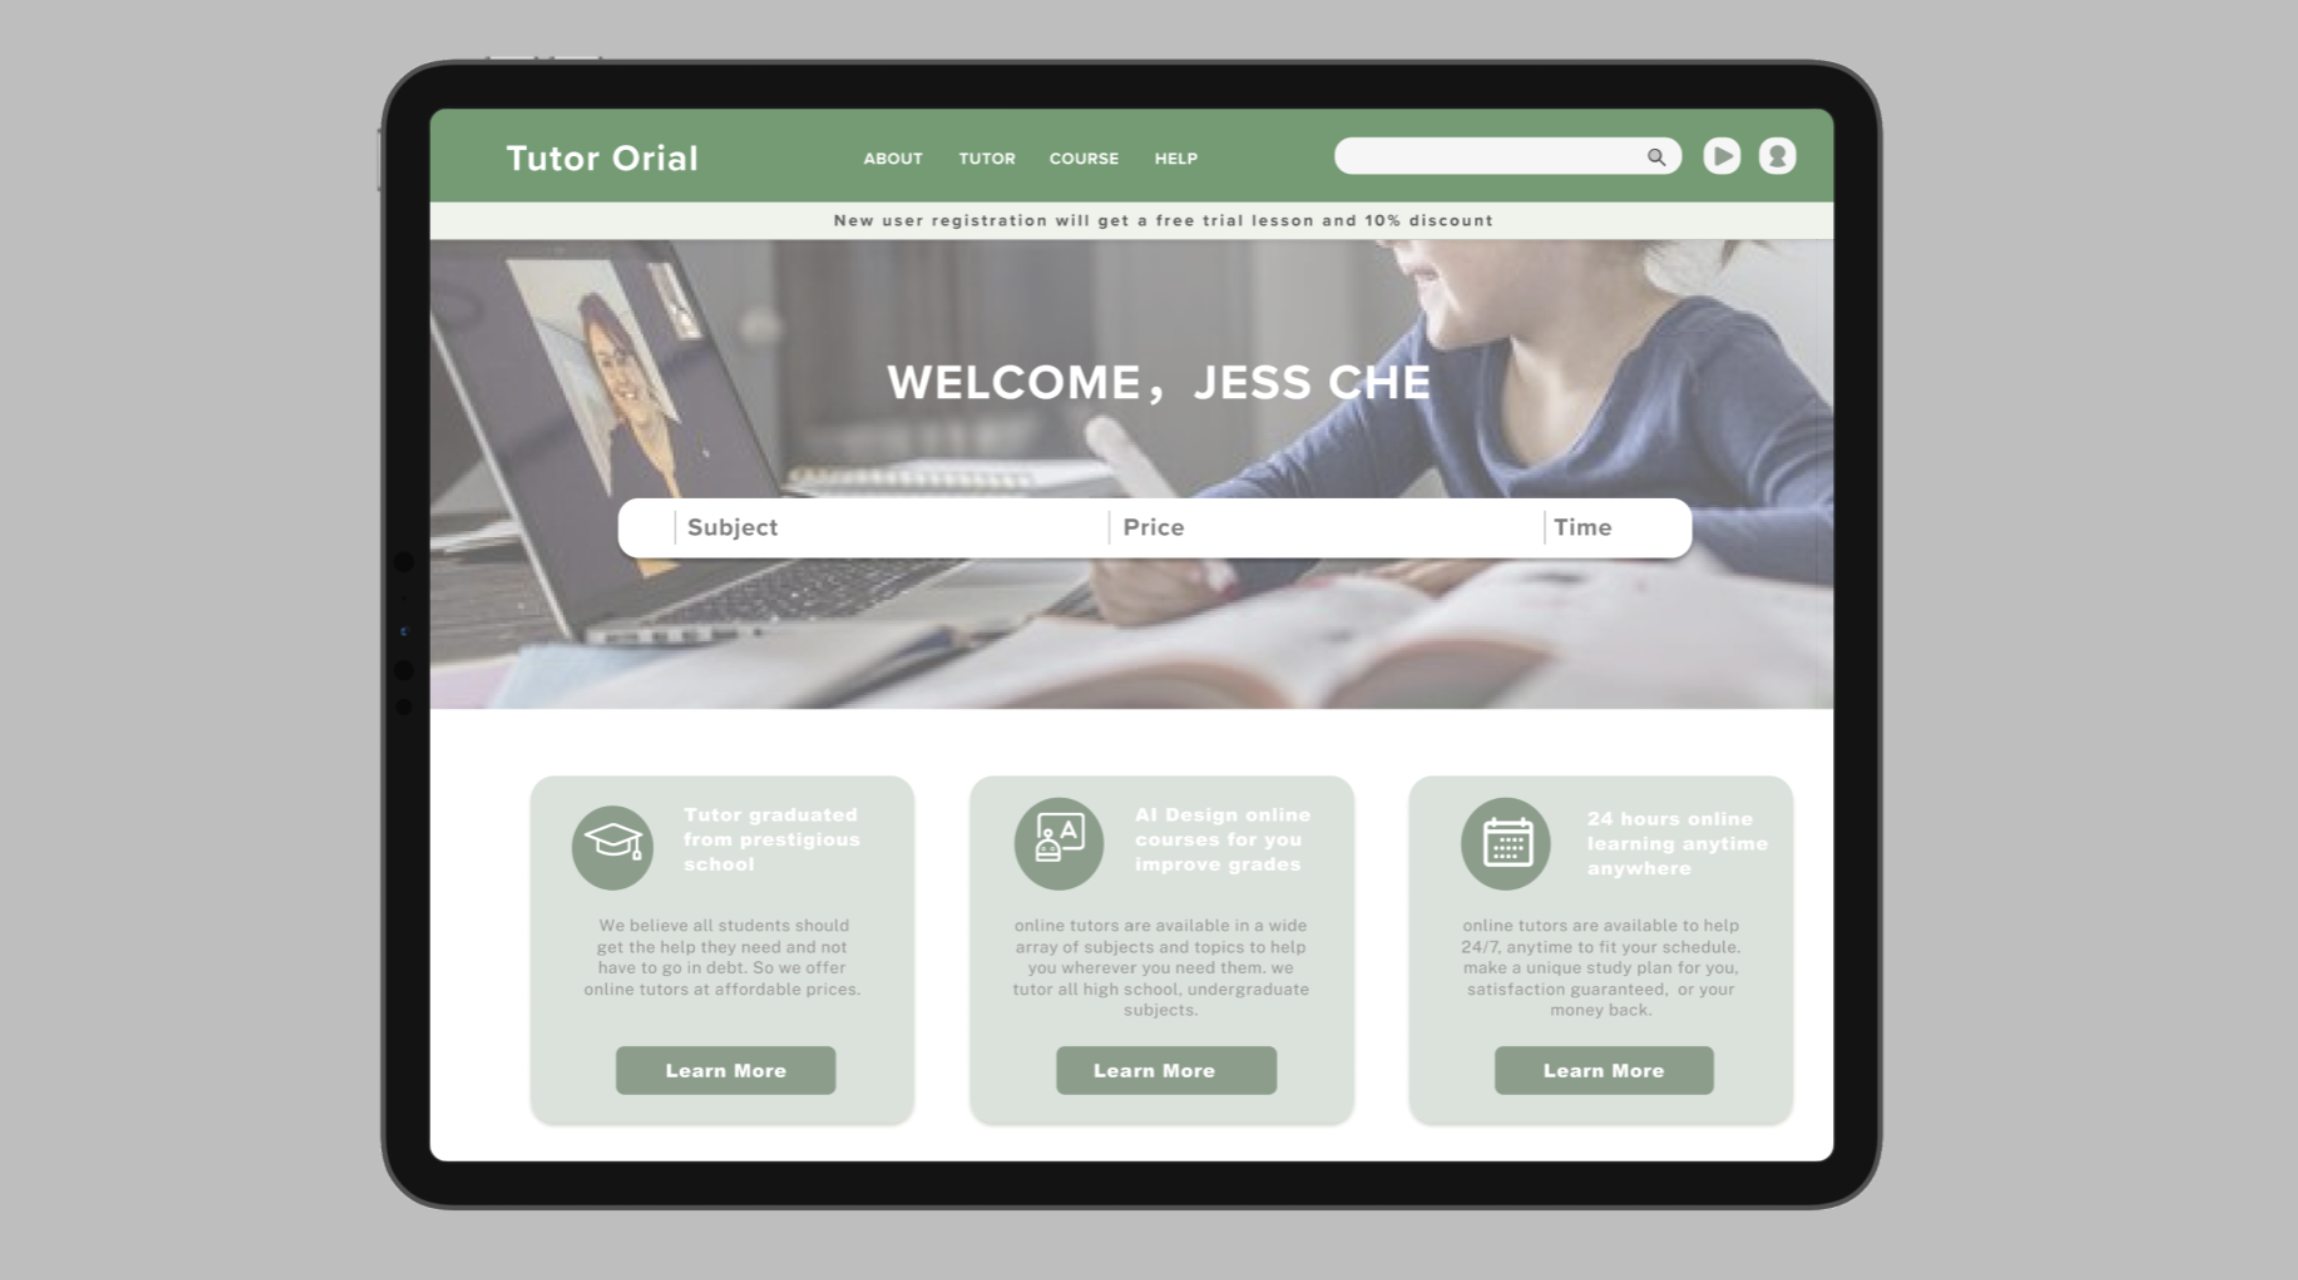 Tutor Orial
ABOUT TUTOR COURSE HELP
New user registration will get a free trial lesson and 10% discount
WELCOME, JESS CHE
Subject Price Time
Tutor graduated
from prestigious
school
We believe all students should
get the help they need and not
have to go in debt. So we offer
online tutors at affordable prices.
Learn More
A
AI Design online
courses for you
improve grades
online tutors are available in a wide
array of subjects and topics to help
you wherever you need them. we
tutor all high school, undergraduate
subjects.
Learn More
24 hours online
learning anytime
anywhere
online tutors are available to help
24/7, anytime to fit your schedule.
make a unique study plan for you,
satisfaction guaranteed, or your
money back.
Learn More